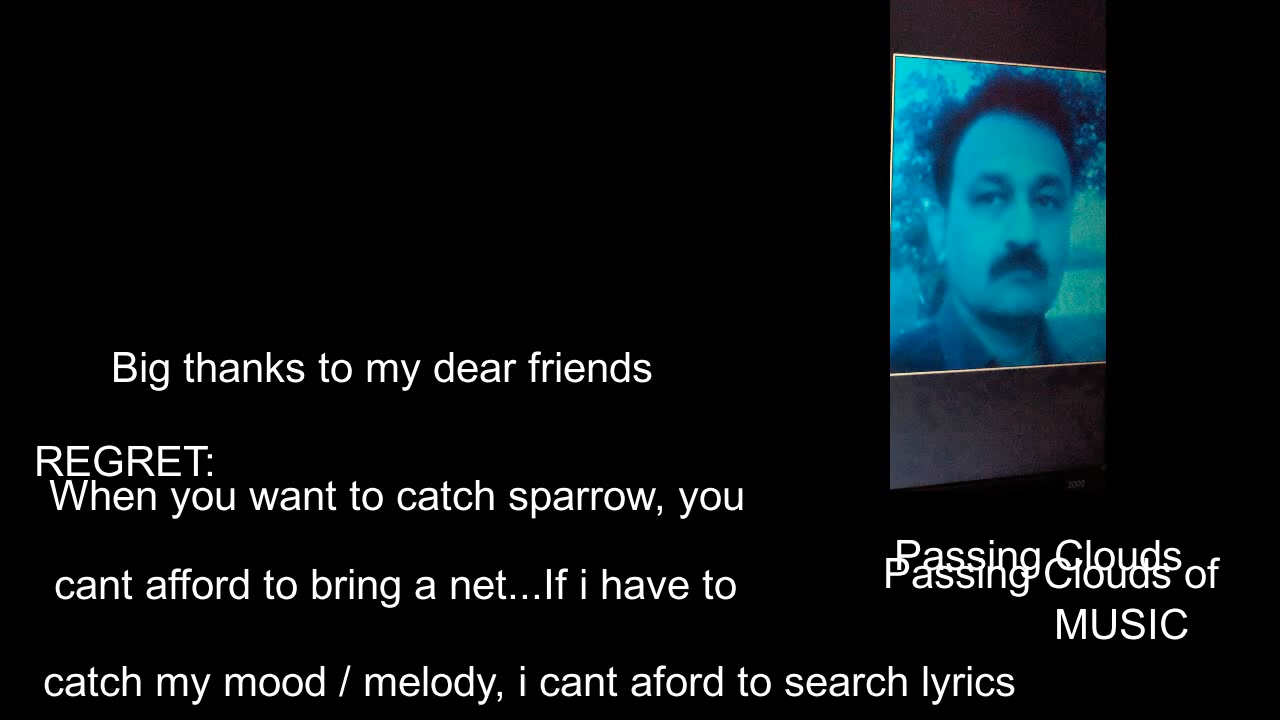 Big thanks to my dear friends
REGRET:
When you want to catch sparrow, you
cant afford to bring a net...If i have to
catch my mood / melody, i cant aford to search lyrics
Passing Clouds
Passing Clouds of
MUSIC